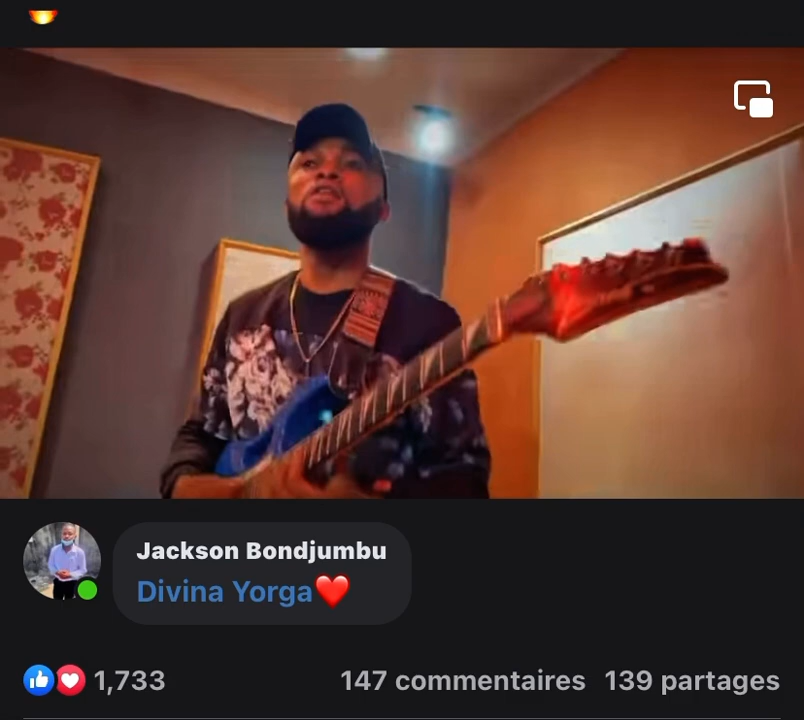 Jackson Bondjumbu
Divina Yorga❤️
1,733 147 commentaires 139 partages